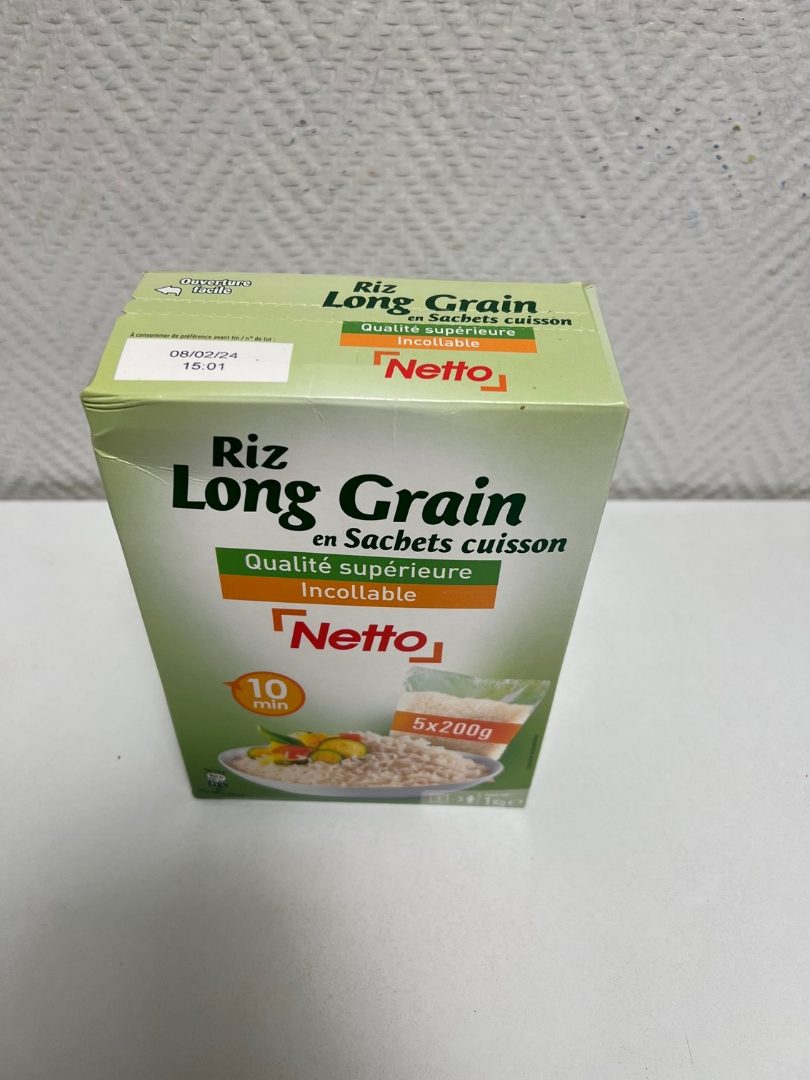 Ouverture
facile
Riz
Long Grain
en Sachets cuisson
Qualité supérieure
Incollable
Netto
A consommer de préférence avant fin / n° de lot :
08/02/24
15:01
Riz
Long Grain
en Sachets cuisson
Qualité supérieure
Incollable
Netto
10
min
5x200g
1Kg e